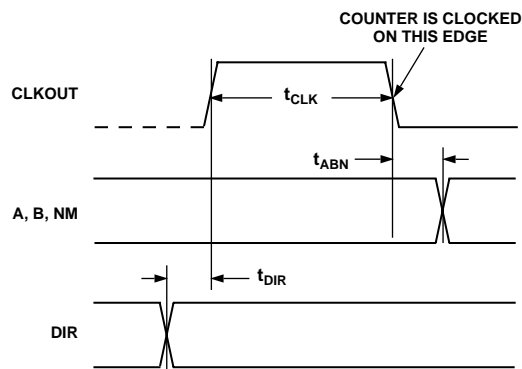 COUNTER IS CLOCKED
ON THIS EDGE
CLKOUT
tCLK
tABN
A, B, NM
tDIR
DIR